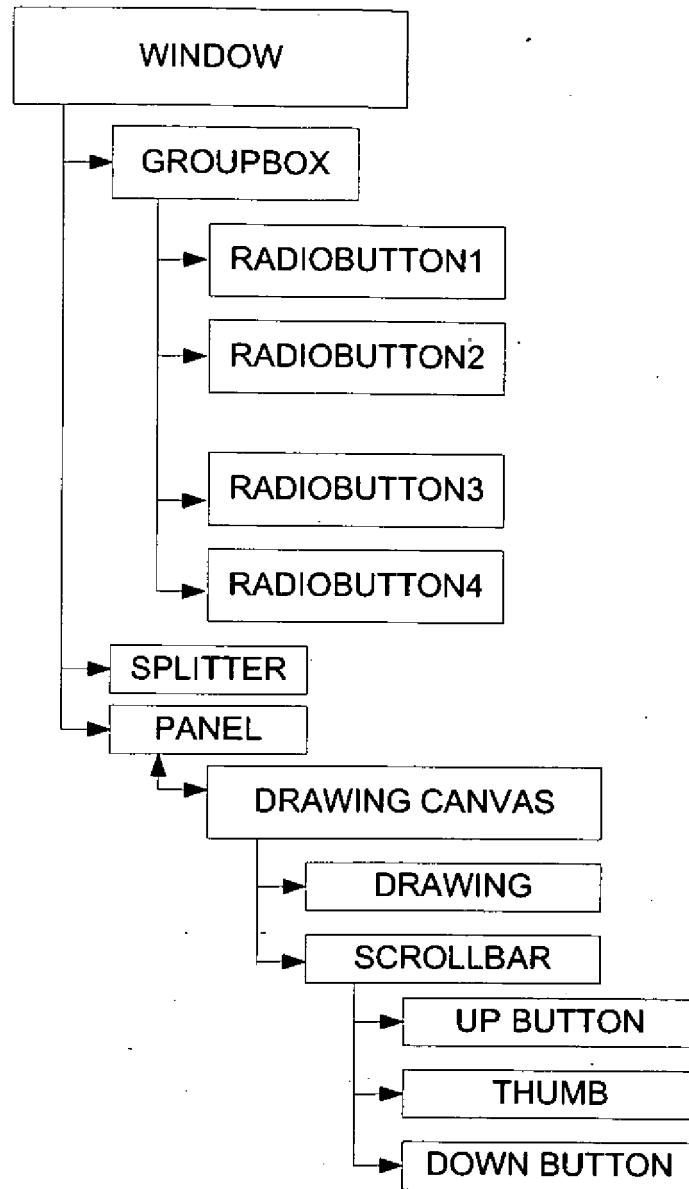 WINDOW
GROUPBOX
RADIOBUTTON1
RADIOBUTTON2
RADIOBUTTON3
RADIOBUTTON4
SPLITTER
PANEL
DRAWING CANVAS
DRAWING
SCROLLBAR
UP BUTTON
THUMB
DOWN BUTTON